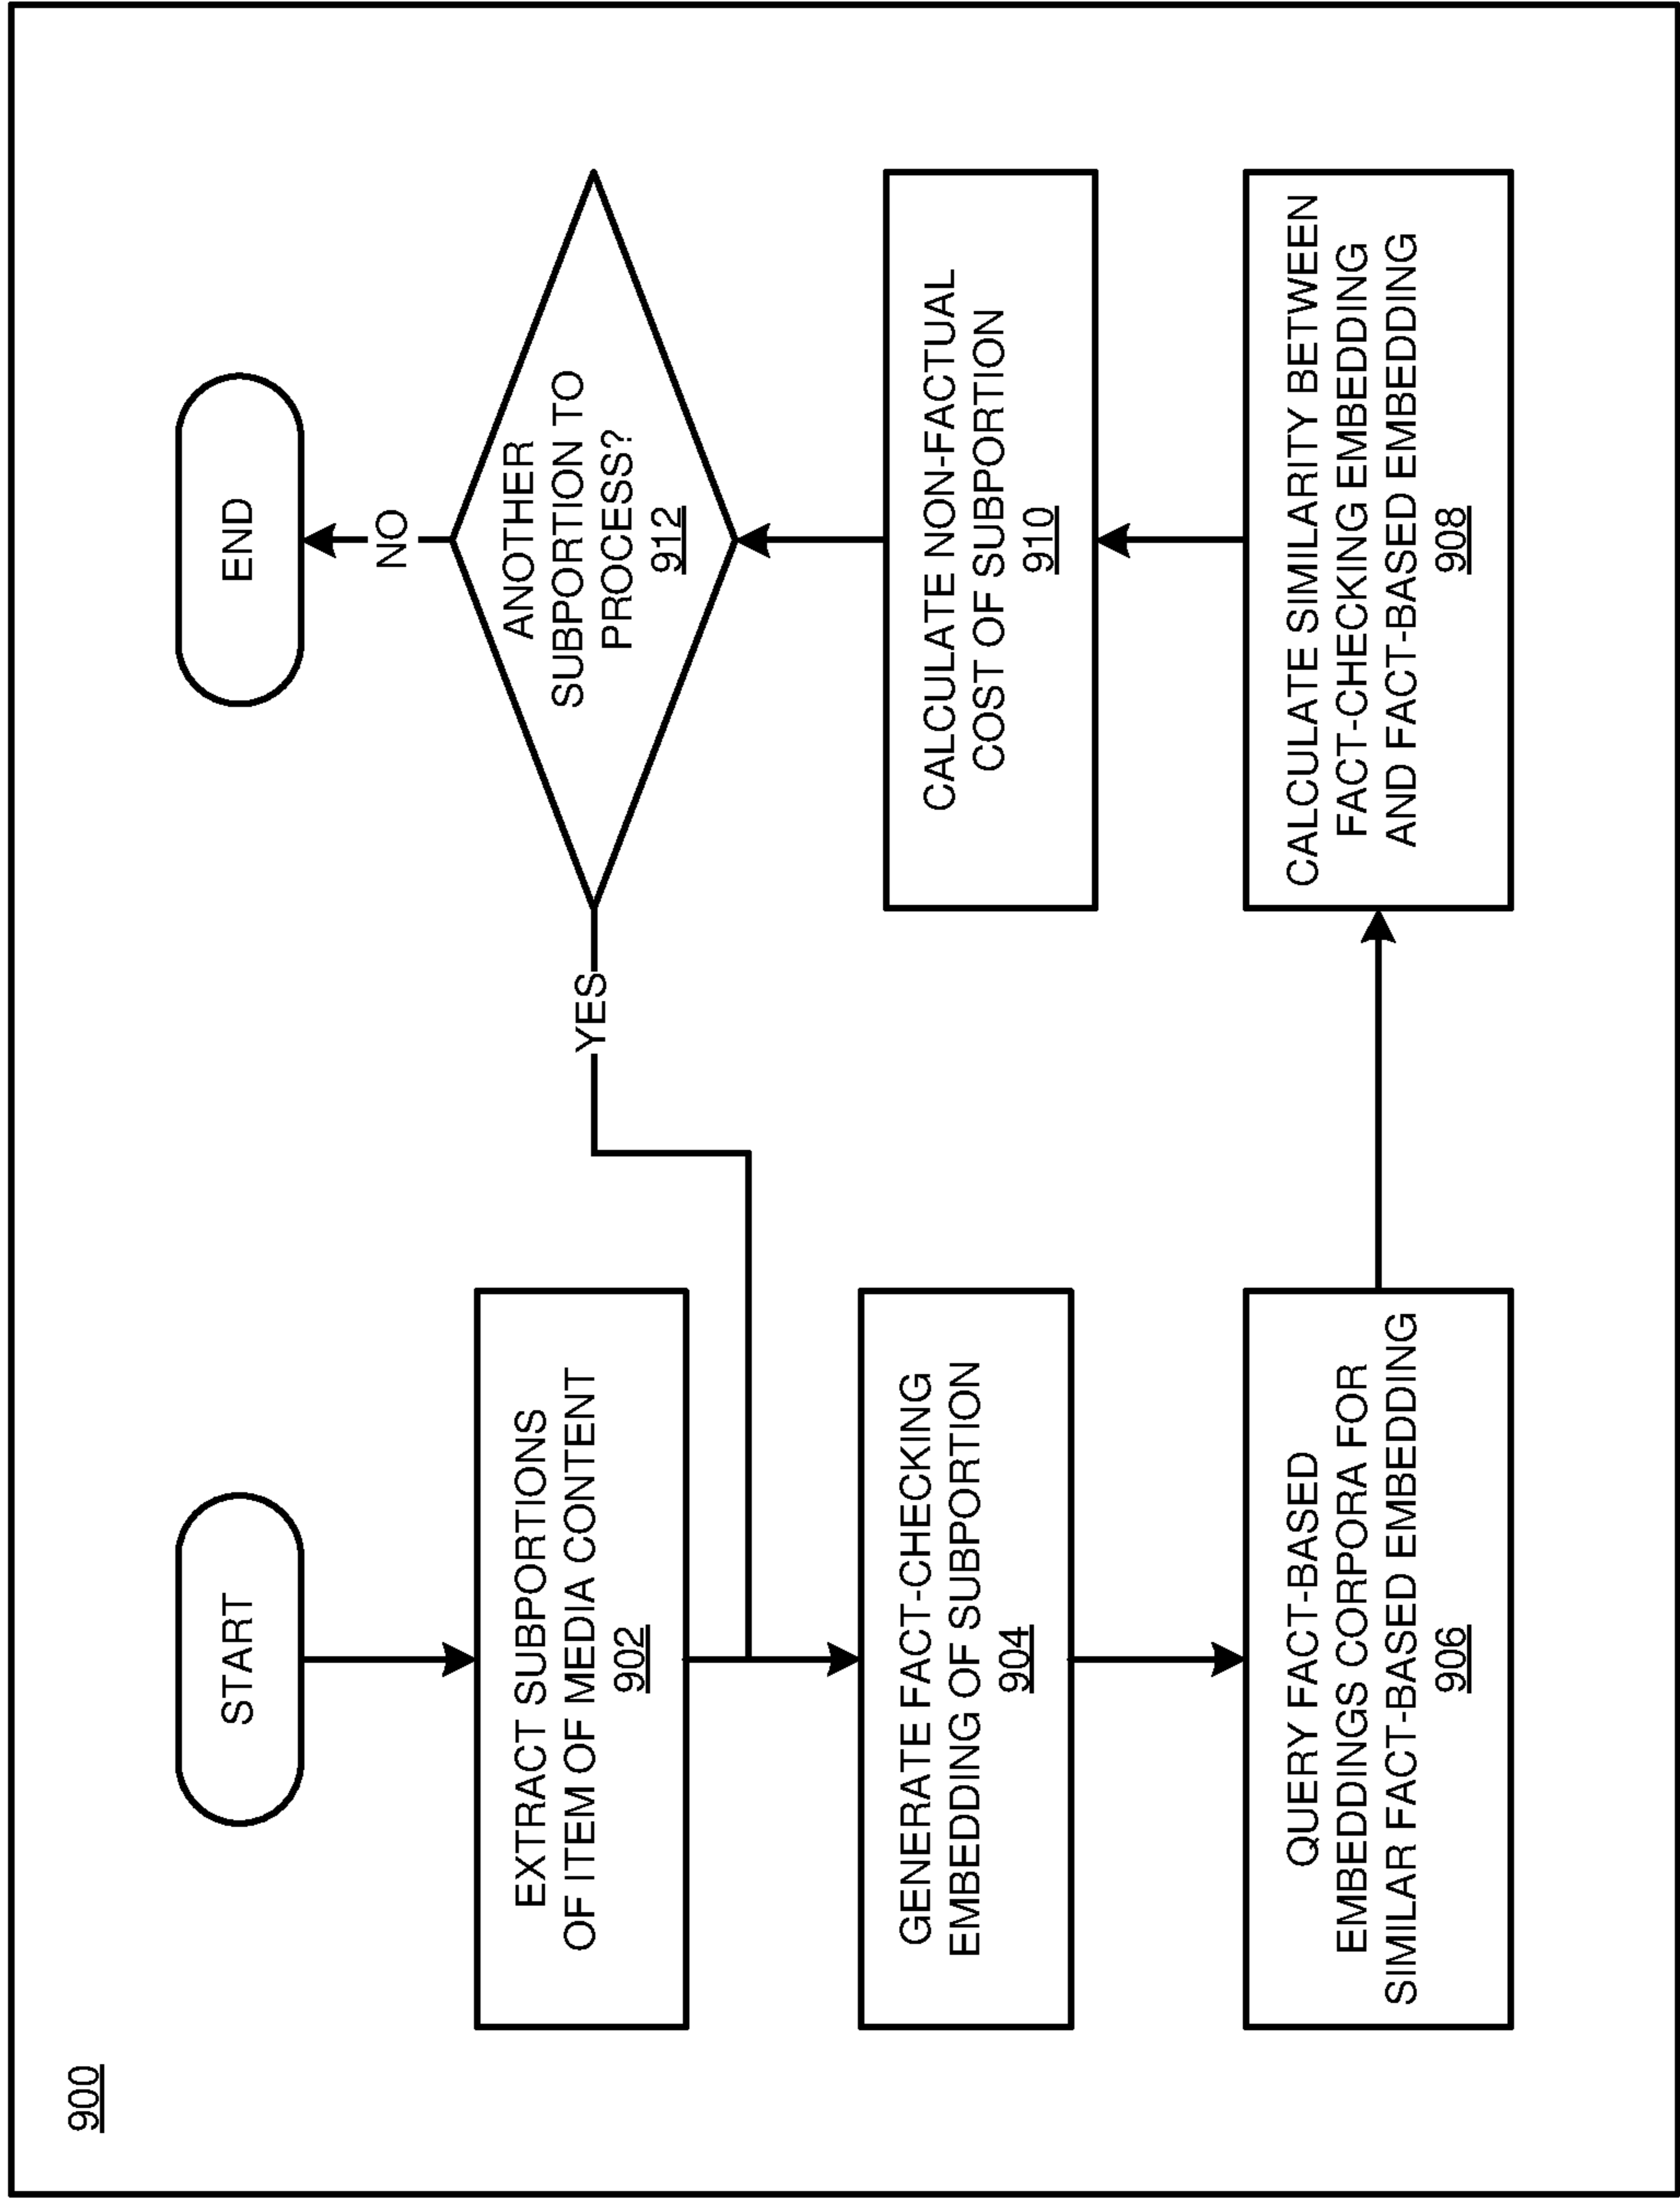 900
START
EXTRACT SUBPORTIONS
OF ITEM OF MEDIA CONTENT
902
GENERATE FACT-CHECKING
EMBEDDING OF SUBPORTION
904
QUERY FACT-BASED
EMBEDDINGS CORPORA FOR
SIMILAR FACT-BASED EMBEDDING
906
CALCULATE SIMILARITY BETWEEN
FACT-CHECKING EMBEDDING
AND FACT-BASED EMBEDDING
908
CALCULATE NON-FACTUAL
COST OF SUBPORTION
910
ANOTHER
SUBPORTION TO
PROCESS?
912
YES
NO
END